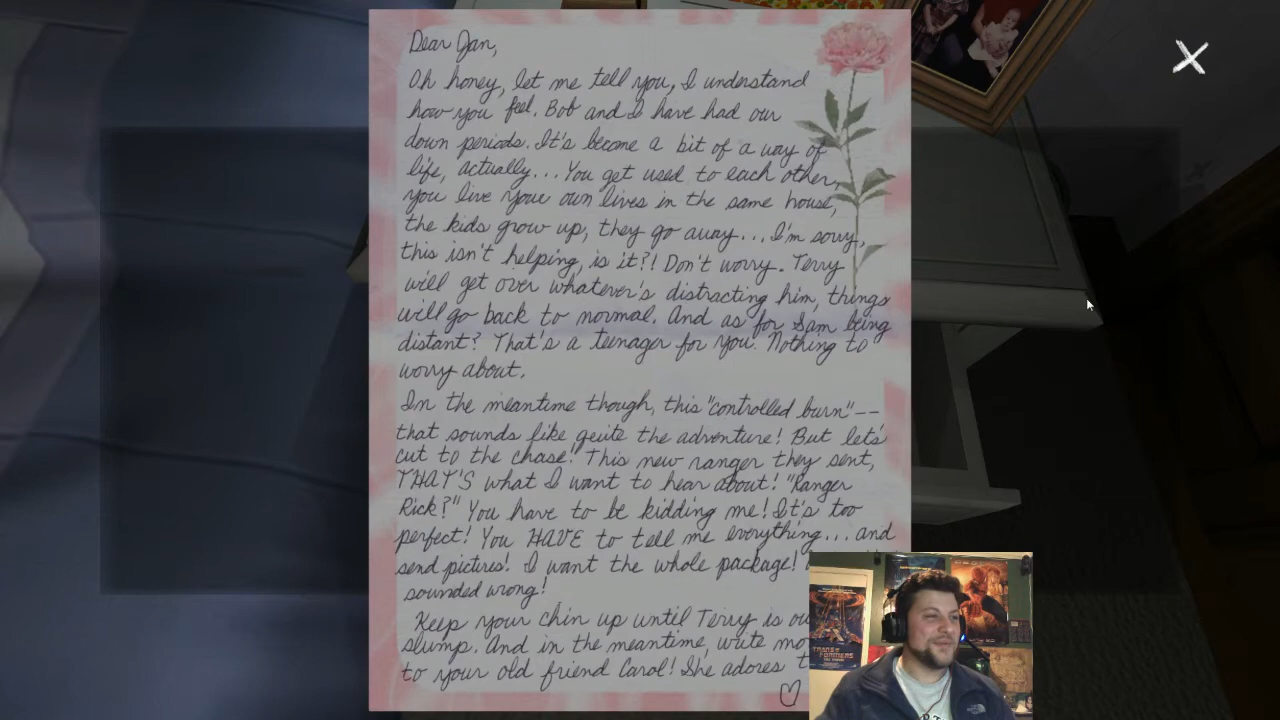 Dear Jan,
Oh honey, let me tell you, I understand
how you feel. Bob and I have had our
down periods. It's become a bit of a way of
life, actually... You get used to each other,
you live your own lives in the same house,
the kids grow up, they go away... I'm sorry,
this isn't helping, is it?! Don't worry. Terry
will get over whatever's distracting him, things
will go back to normal. And as for Sam being
distant? That's a teenager for you. Nothing to
worry about.
In the meantime though, this "controlled burn"--
that sounds like quite the adventure! But let's
cut to the chase! This new ranger they sent,
THAT'S what I want to hear about! "Ranger
Rick?" You have to be kidding me! It's too
perfect! You HAVE to tell me everything... and
send pictures! I want the whole package!
sounded wrong!
Keep your chin up until Terry is
slump. And in the meantime, write
to your old friend Carol! She adores
TRANSFORMERS